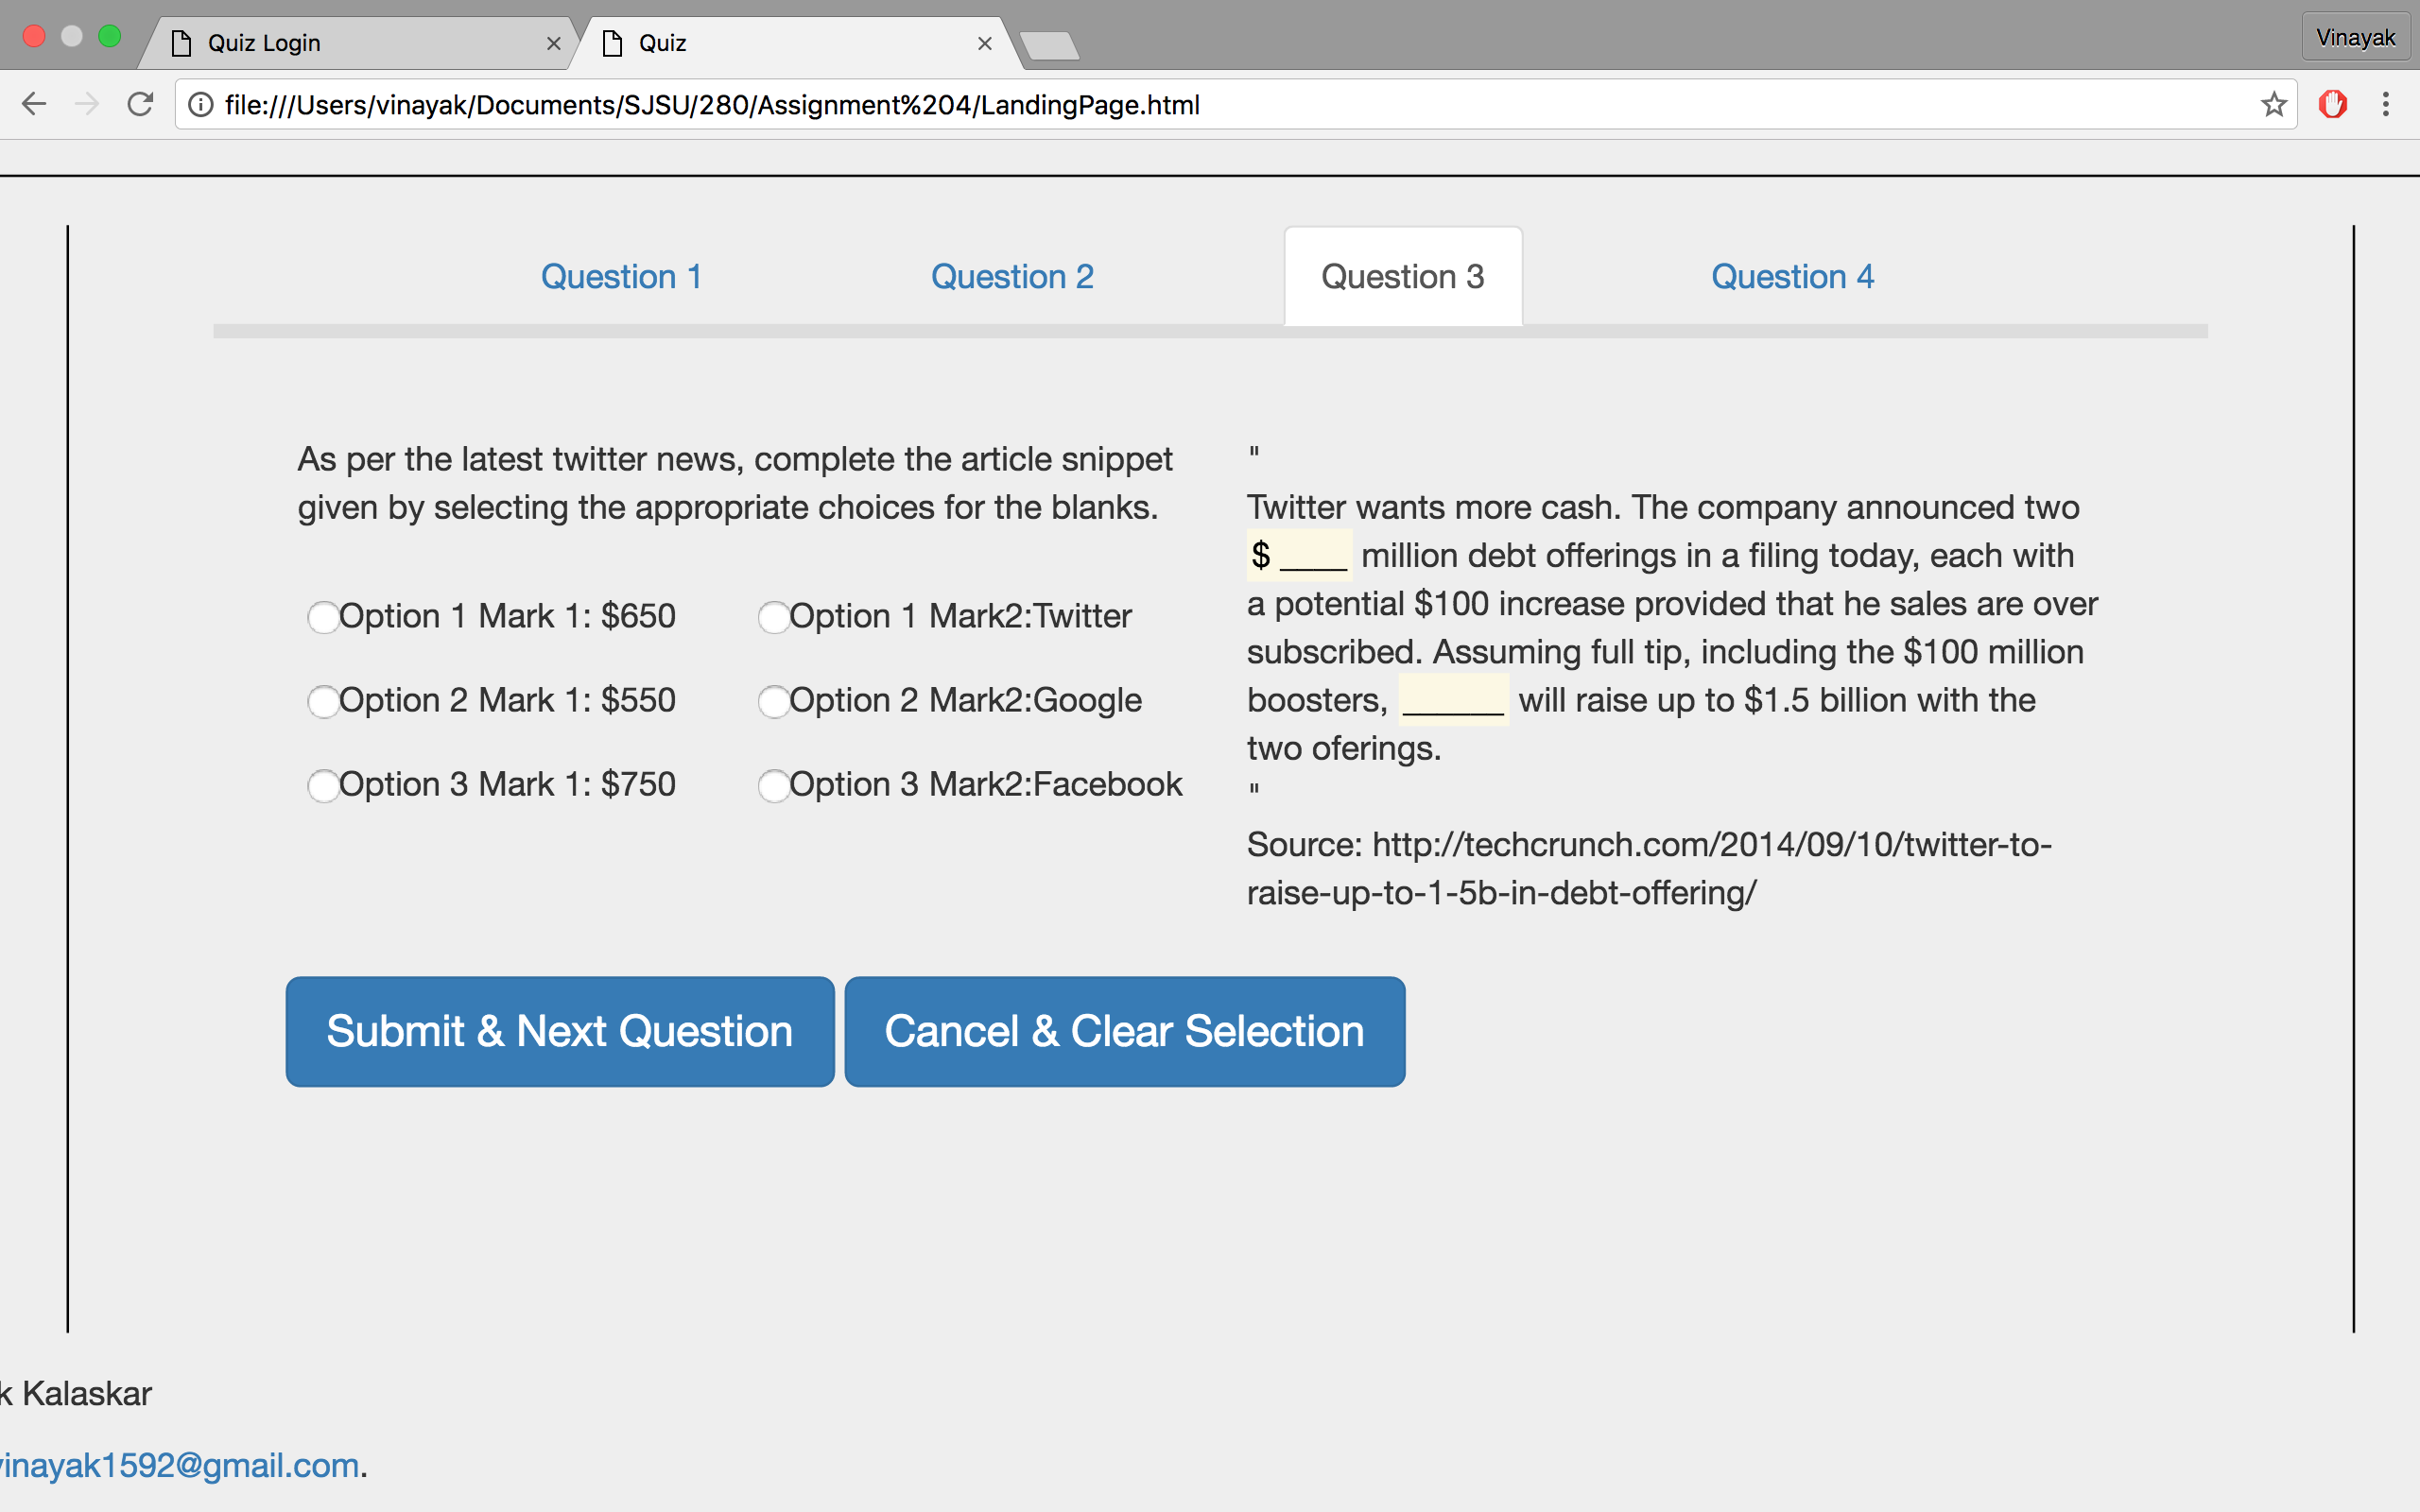 Quiz Login
Quiz
Vinayak
file:///Users/vinayak/Documents/SJSU/280/Assignment%204/LandingPage.html
Question 1
Question 2
Question 3
Question 4
As per the latest twitter news, complete the article snippet
given by selecting the appropriate choices for the blanks.
Option 1 Mark 1: $650
Option 1 Mark2:Twitter
Option 2 Mark 1: $550
Option 2 Mark2:Google
Option 3 Mark 1: $750
Option 3 Mark2:Facebook
"
Twitter wants more cash. The company announced two
$ ____ million debt offerings in a filing today, each with
a potential $100 increase provided that he sales are over
subscribed. Assuming full tip, including the $100 million
boosters, ______ will raise up to $1.5 billion with the
two oferings.
"
Source: http://techcrunch.com/2014/09/10/twitter-to-
raise-up-to-1-5b-in-debt-offering/
Submit & Next Question
Cancel & Clear Selection
k Kalaskar
vinayak1592@gmail.com.